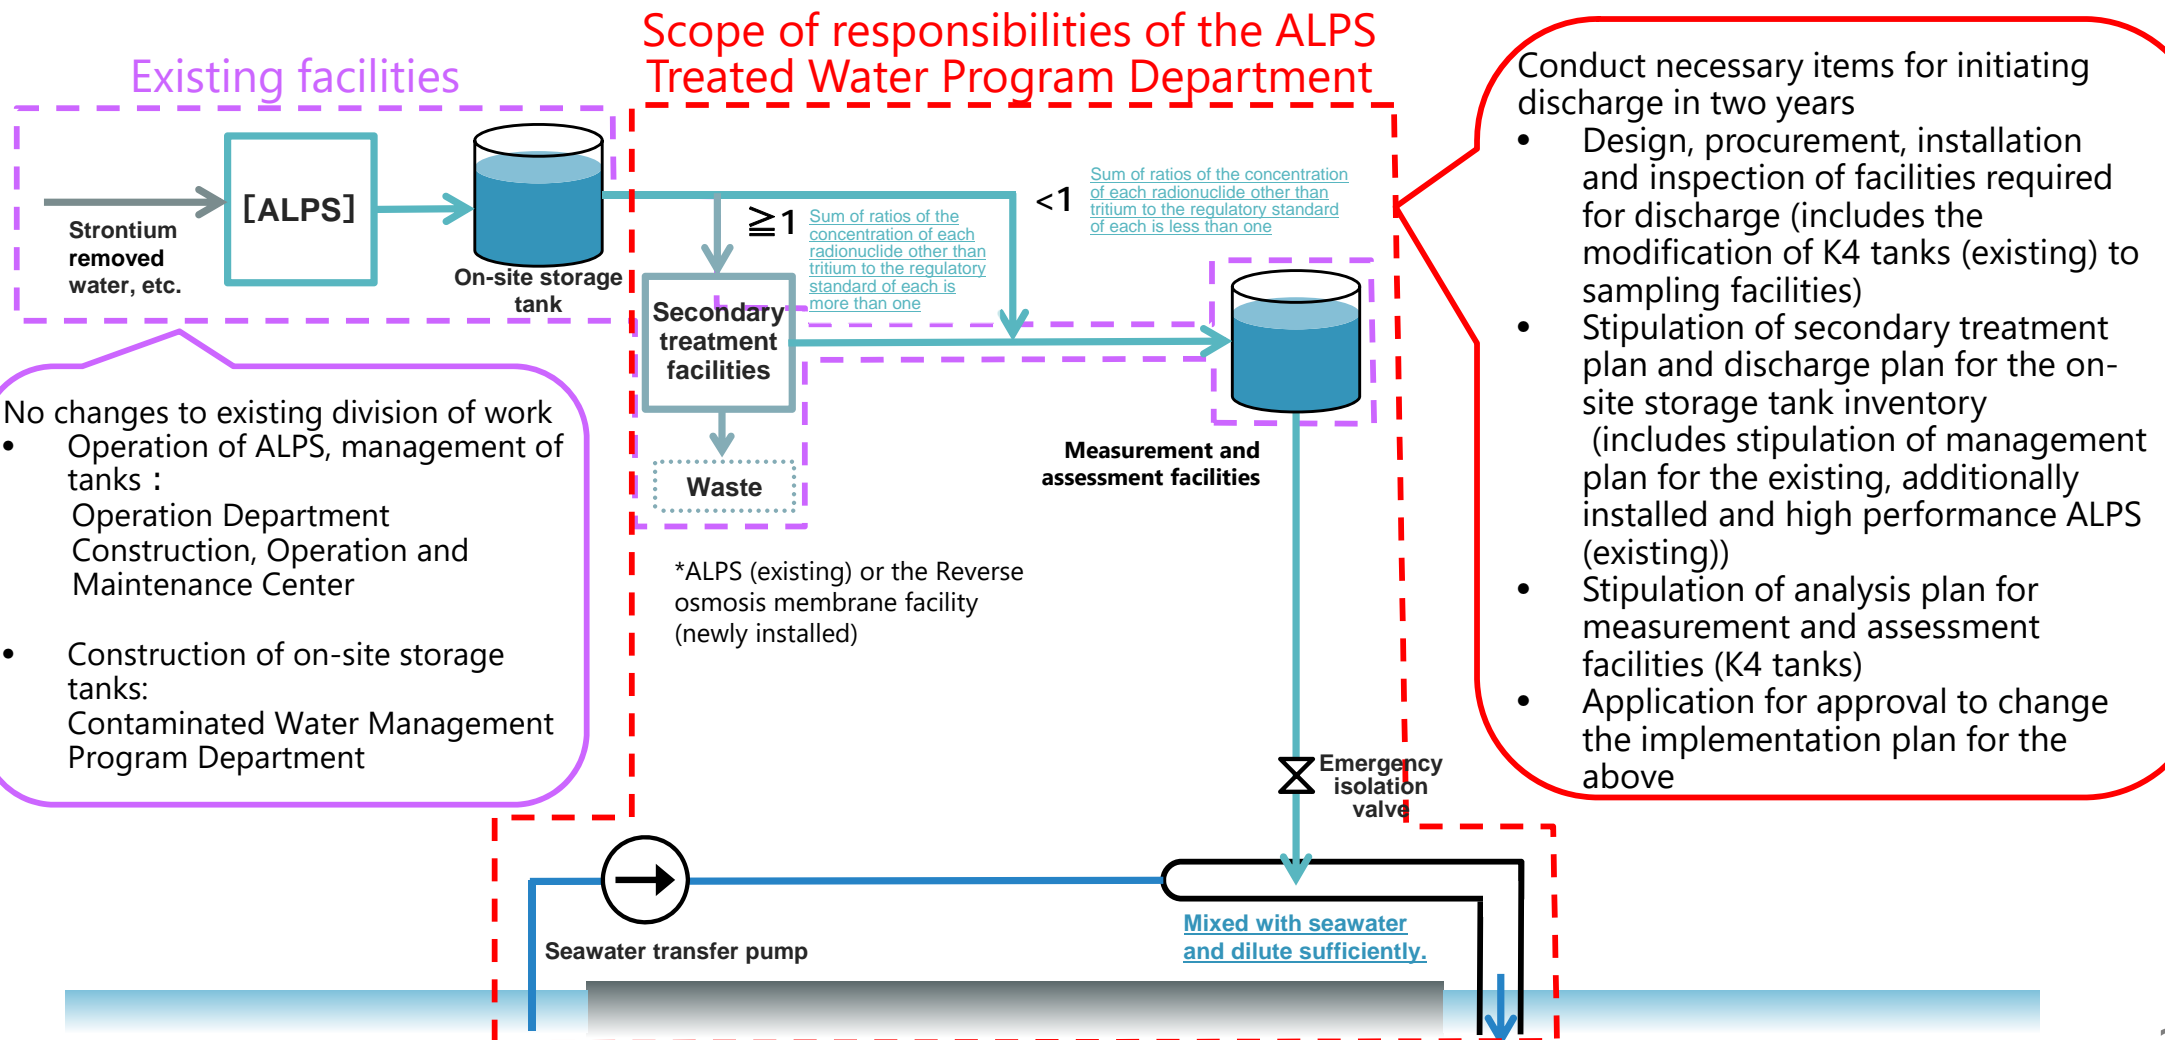 Scope of responsibilities of the ALPS
Treated Water Program Department
Existing facilities
Strontium
removed
water, etc.
[ALPS]
On-site storage
tank
≧1
Sum of ratios of the
concentration of each
radionuclide other than
tritium to the regulatory
standard of each is
more than one
<1
Sum of ratios of the concentration
of each radionuclide other than
tritium to the regulatory standard
of each is less than one
Secondary
treatment
facilities
Waste
Measurement and
assessment facilities
*ALPS (existing) or the Reverse
osmosis membrane facility
(newly installed)
No changes to existing division of work
• Operation of ALPS, management of
tanks：
Operation Department
Construction, Operation and
Maintenance Center
• Construction of on-site storage
tanks:
Contaminated Water Management
Program Department
Conduct necessary items for initiating
discharge in two years
• Design, procurement, installation
and inspection of facilities required
for discharge (includes the
modification of K4 tanks (existing) to
sampling facilities)
• Stipulation of secondary treatment
plan and discharge plan for the on-
site storage tank inventory
(includes stipulation of management
plan for the existing, additionally
installed and high performance ALPS
(existing))
• Stipulation of analysis plan for
measurement and assessment
facilities (K4 tanks)
• Application for approval to change
the implementation plan for the
above
Emergency
isolation
valve
Seawater transfer pump
Mixed with seawater
and dilute sufficiently.